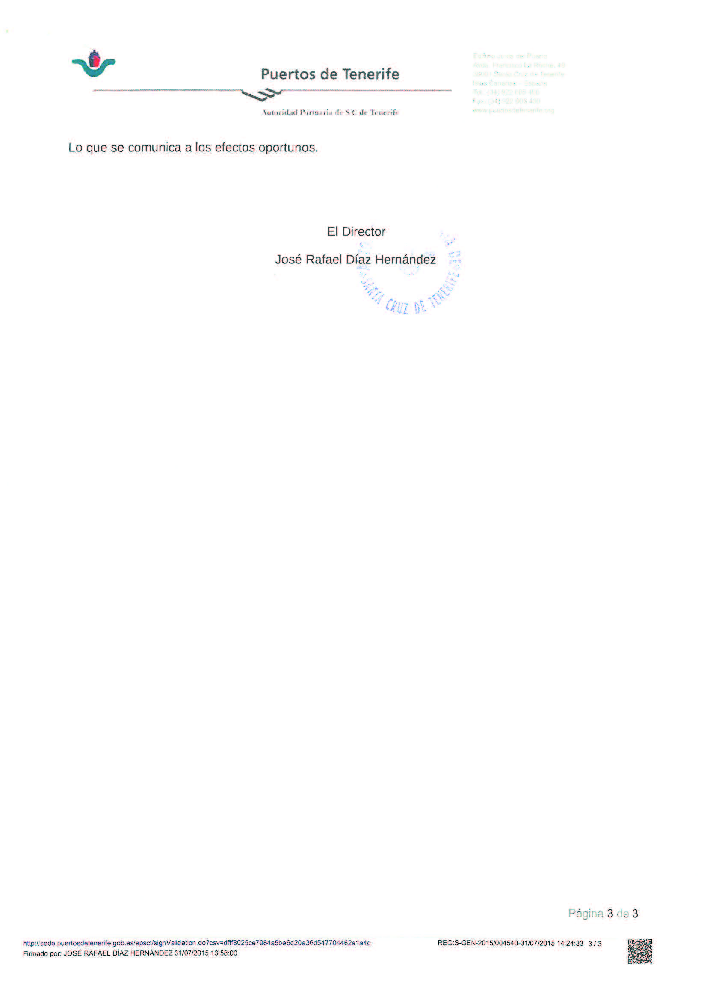 Puertos de Tenerife
Autoridad Portuaria de S/C de Tenerife
Edificio Junta del Puerto
Avda. Francisco La Roche, 49
38001 Santa Cruz de Tenerife
Islas Canarias - España
Tel.: (34) 922 605 400
Fax: (34) 922 605 430
www.puertosdetenerife.org
Lo que se comunica a los efectos oportunos.
El Director
José Rafael Díaz Hernández
SANTA CRUZ DE TENERIFE
Página 3 de 3
http://sede.puertosdetenerife.gob.es/apsct/signValidation.do?csv=dfff8025ce7984a5be6d20a36d547704462a1a4c
REG:S-GEN-2015/004540-31/07/2015 14:24:33 3 / 3
Firmado por: JOSÉ RAFAEL DÍAZ HERNÁNDEZ 31/07/2015 13:58:00